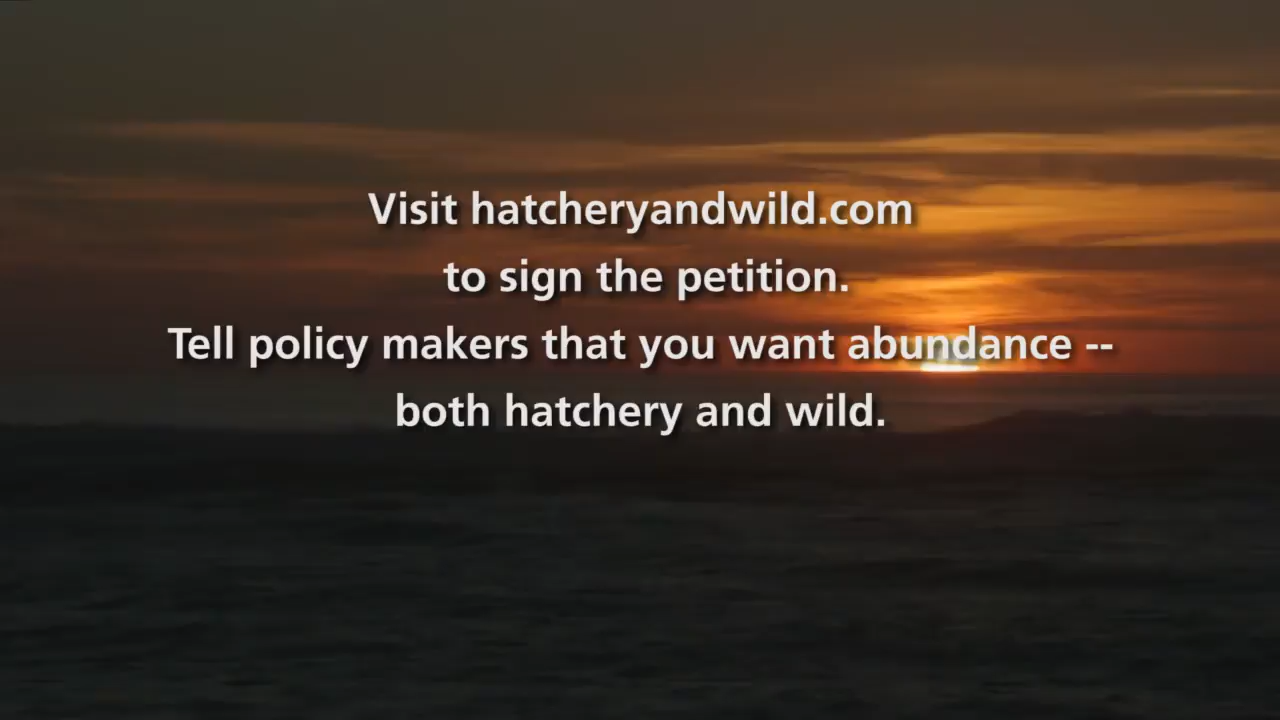 Visit hatcheryandwild.com
to sign the petition.
Tell policy makers that you want abundance --
both hatchery and wild.